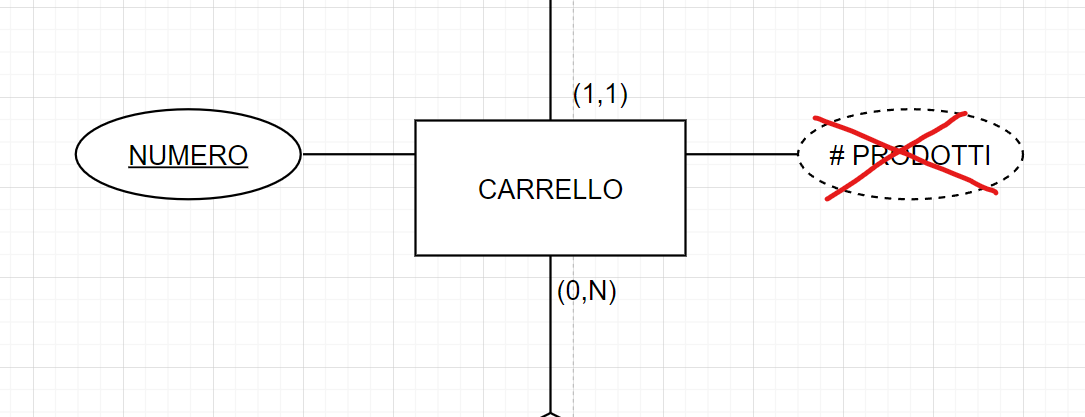 (1,1)
NUMERO
# PRODOTTI
CARRELLO
(0,N)